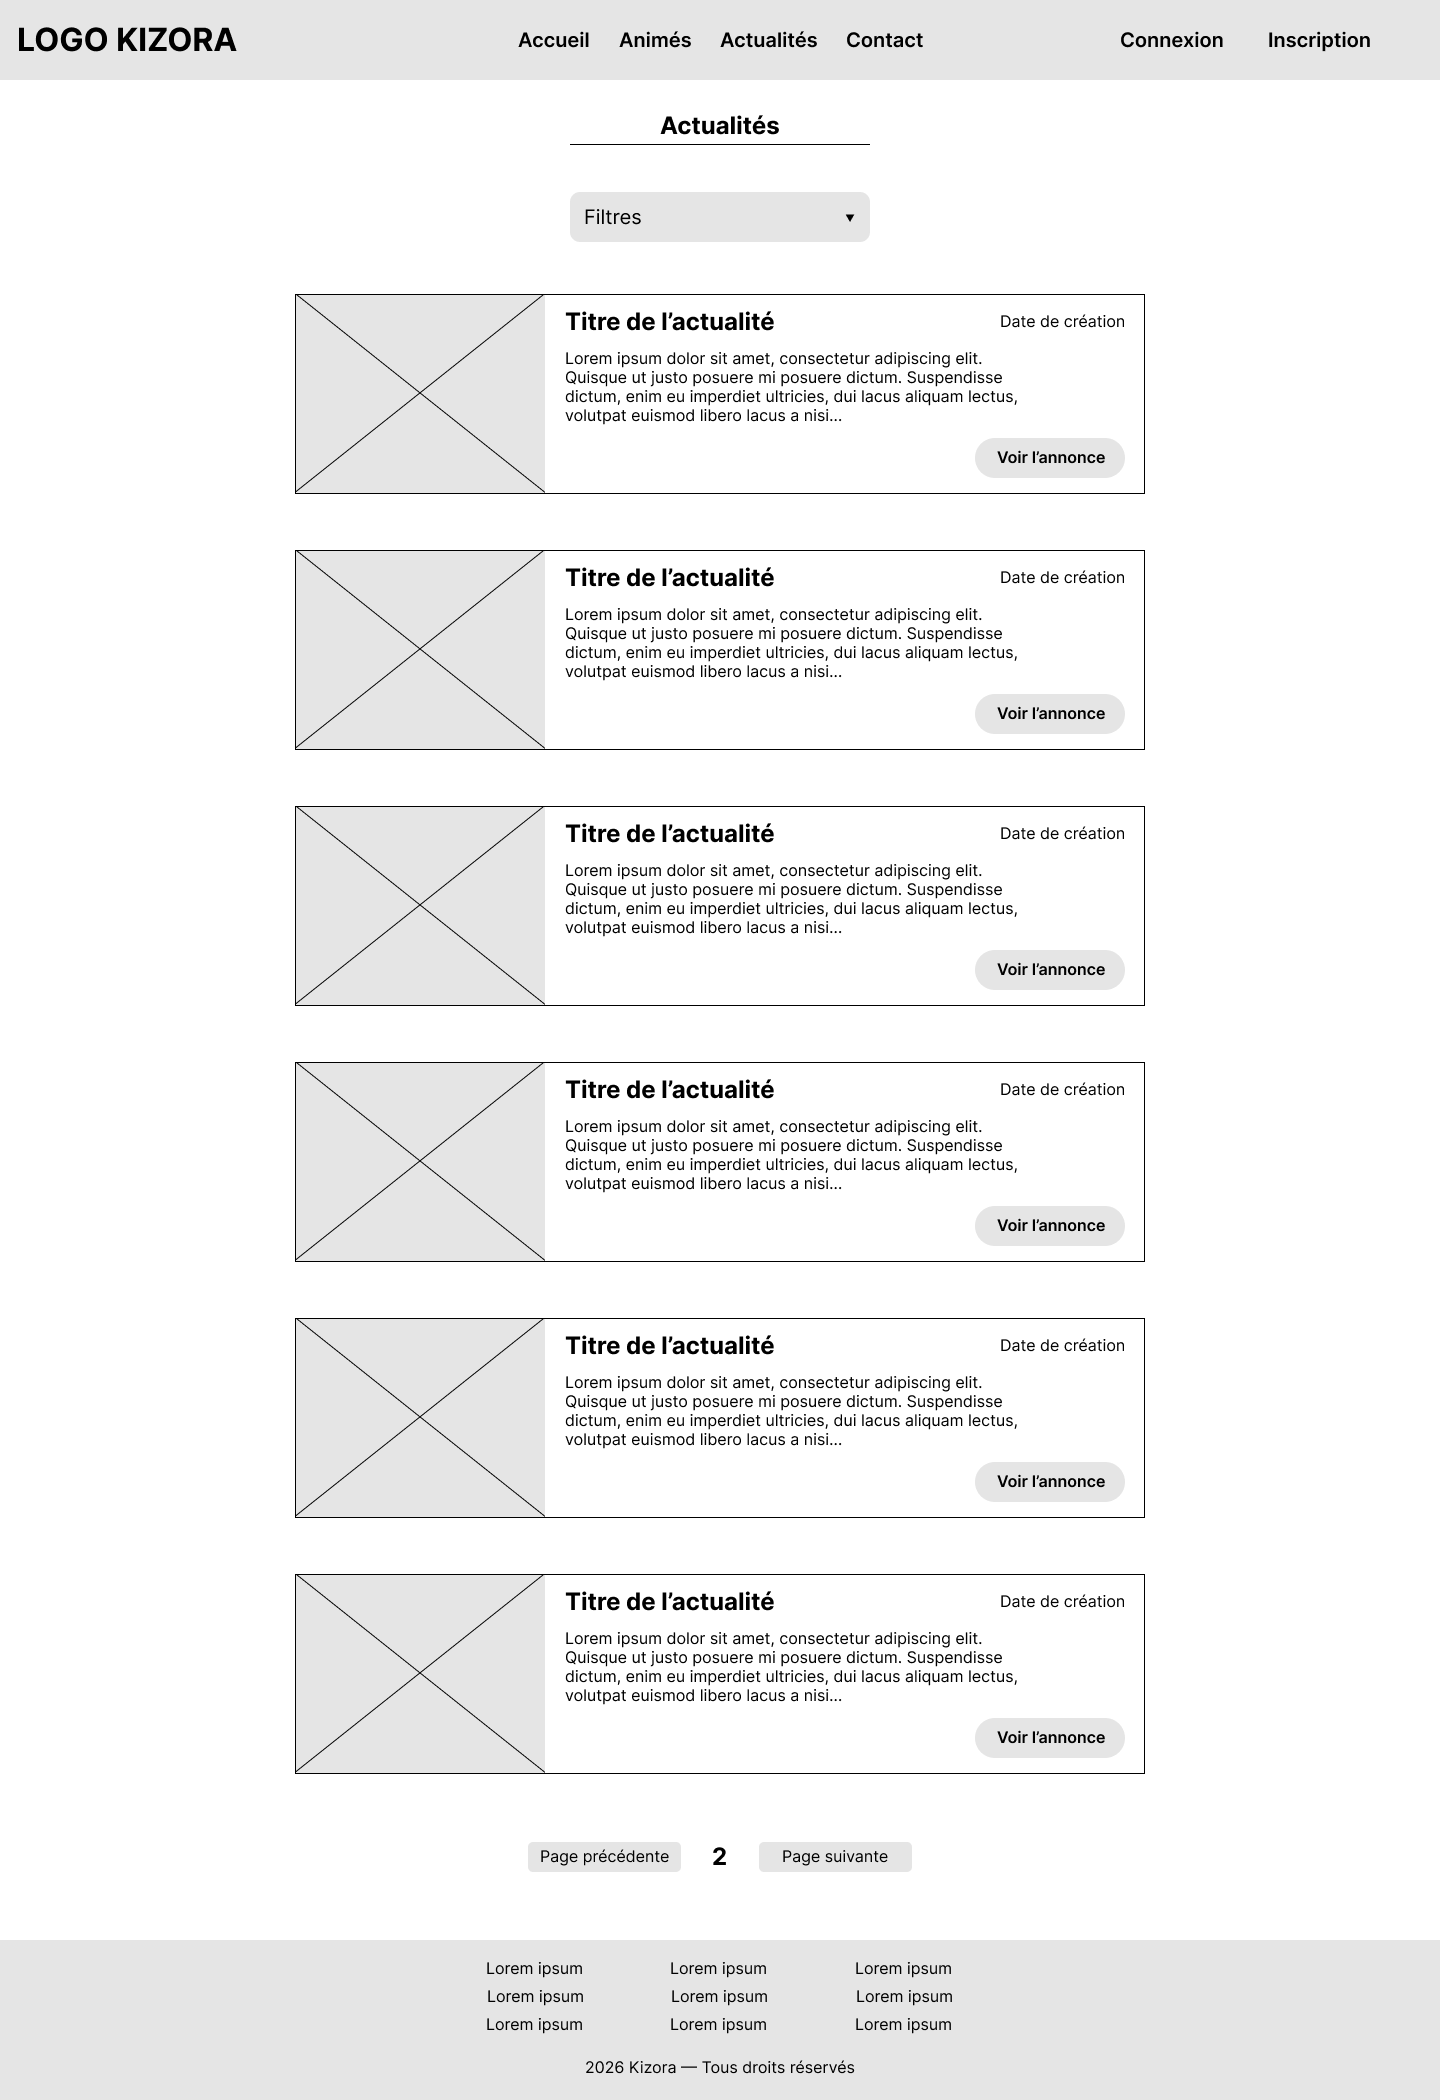 LOGO KIZORA
Accueil Animés Actualités Contact
Connexion Inscription
Actualités
Filtres ▼
Titre de l’actualité
Date de création
Lorem ipsum dolor sit amet, consectetur adipiscing elit.
Quisque ut justo posuere mi posuere dictum. Suspendisse
dictum, enim eu imperdiet ultricies, dui lacus aliquam lectus,
volutpat euismod libero lacus a nisi...
Voir l’annonce
Titre de l’actualité
Date de création
Lorem ipsum dolor sit amet, consectetur adipiscing elit.
Quisque ut justo posuere mi posuere dictum. Suspendisse
dictum, enim eu imperdiet ultricies, dui lacus aliquam lectus,
volutpat euismod libero lacus a nisi...
Voir l’annonce
Titre de l’actualité
Date de création
Lorem ipsum dolor sit amet, consectetur adipiscing elit.
Quisque ut justo posuere mi posuere dictum. Suspendisse
dictum, enim eu imperdiet ultricies, dui lacus aliquam lectus,
volutpat euismod libero lacus a nisi...
Voir l’annonce
Titre de l’actualité
Date de création
Lorem ipsum dolor sit amet, consectetur adipiscing elit.
Quisque ut justo posuere mi posuere dictum. Suspendisse
dictum, enim eu imperdiet ultricies, dui lacus aliquam lectus,
volutpat euismod libero lacus a nisi...
Voir l’annonce
Titre de l’actualité
Date de création
Lorem ipsum dolor sit amet, consectetur adipiscing elit.
Quisque ut justo posuere mi posuere dictum. Suspendisse
dictum, enim eu imperdiet ultricies, dui lacus aliquam lectus,
volutpat euismod libero lacus a nisi...
Voir l’annonce
Titre de l’actualité
Date de création
Lorem ipsum dolor sit amet, consectetur adipiscing elit.
Quisque ut justo posuere mi posuere dictum. Suspendisse
dictum, enim eu imperdiet ultricies, dui lacus aliquam lectus,
volutpat euismod libero lacus a nisi...
Voir l’annonce
Page précédente 2 Page suivante
Lorem ipsum Lorem ipsum Lorem ipsum
Lorem ipsum Lorem ipsum Lorem ipsum
Lorem ipsum Lorem ipsum Lorem ipsum
2026 Kizora — Tous droits réservés